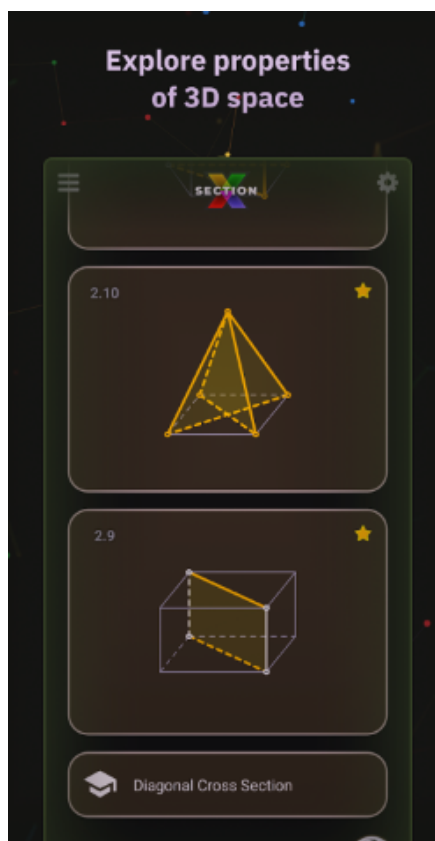 Explore properties
of 3D space
SECTION
2.10
2.9
Diagonal Cross Section